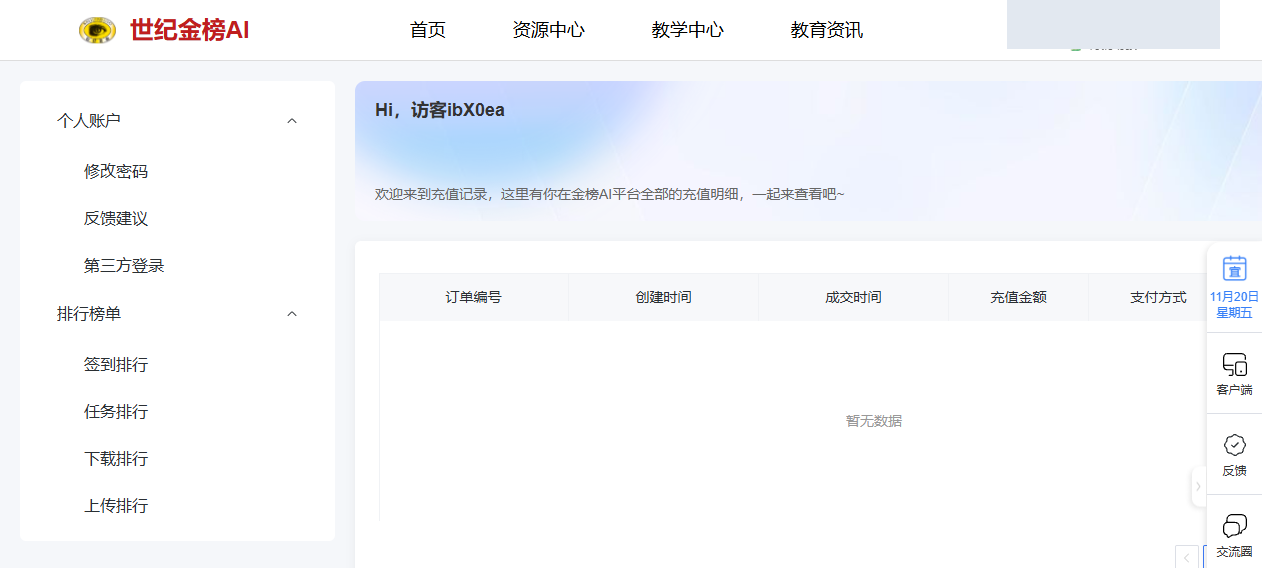 世纪金榜AI
首页
资源中心
教学中心
教育资讯
个人账户
修改密码
反馈建议
第三方登录
排行榜单
签到排行
任务排行
下载排行
上传排行
Hi，访客ibX0ea
欢迎来到充值记录，这里有你在金榜AI平台全部的充值明细，一起来查看吧~
订单编号 创建时间 成交时间 充值金额 支付方式
暂无数据
宜
11月20日
星期五
客户端
反馈
交流圈